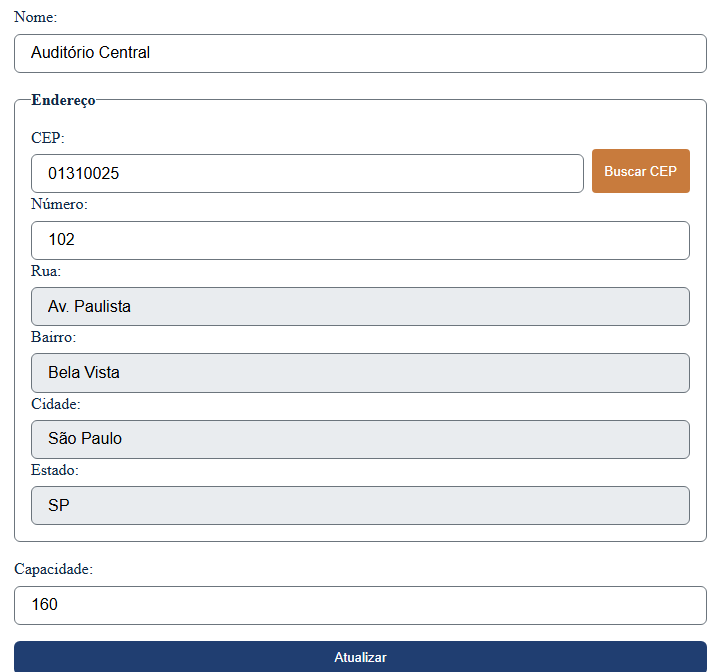 Nome:
Auditório Central
Endereço
CEP:
01310025
Buscar CEP
Número:
102
Rua:
Av. Paulista
Bairro:
Bela Vista
Cidade:
São Paulo
Estado:
SP
Capacidade:
160
Atualizar